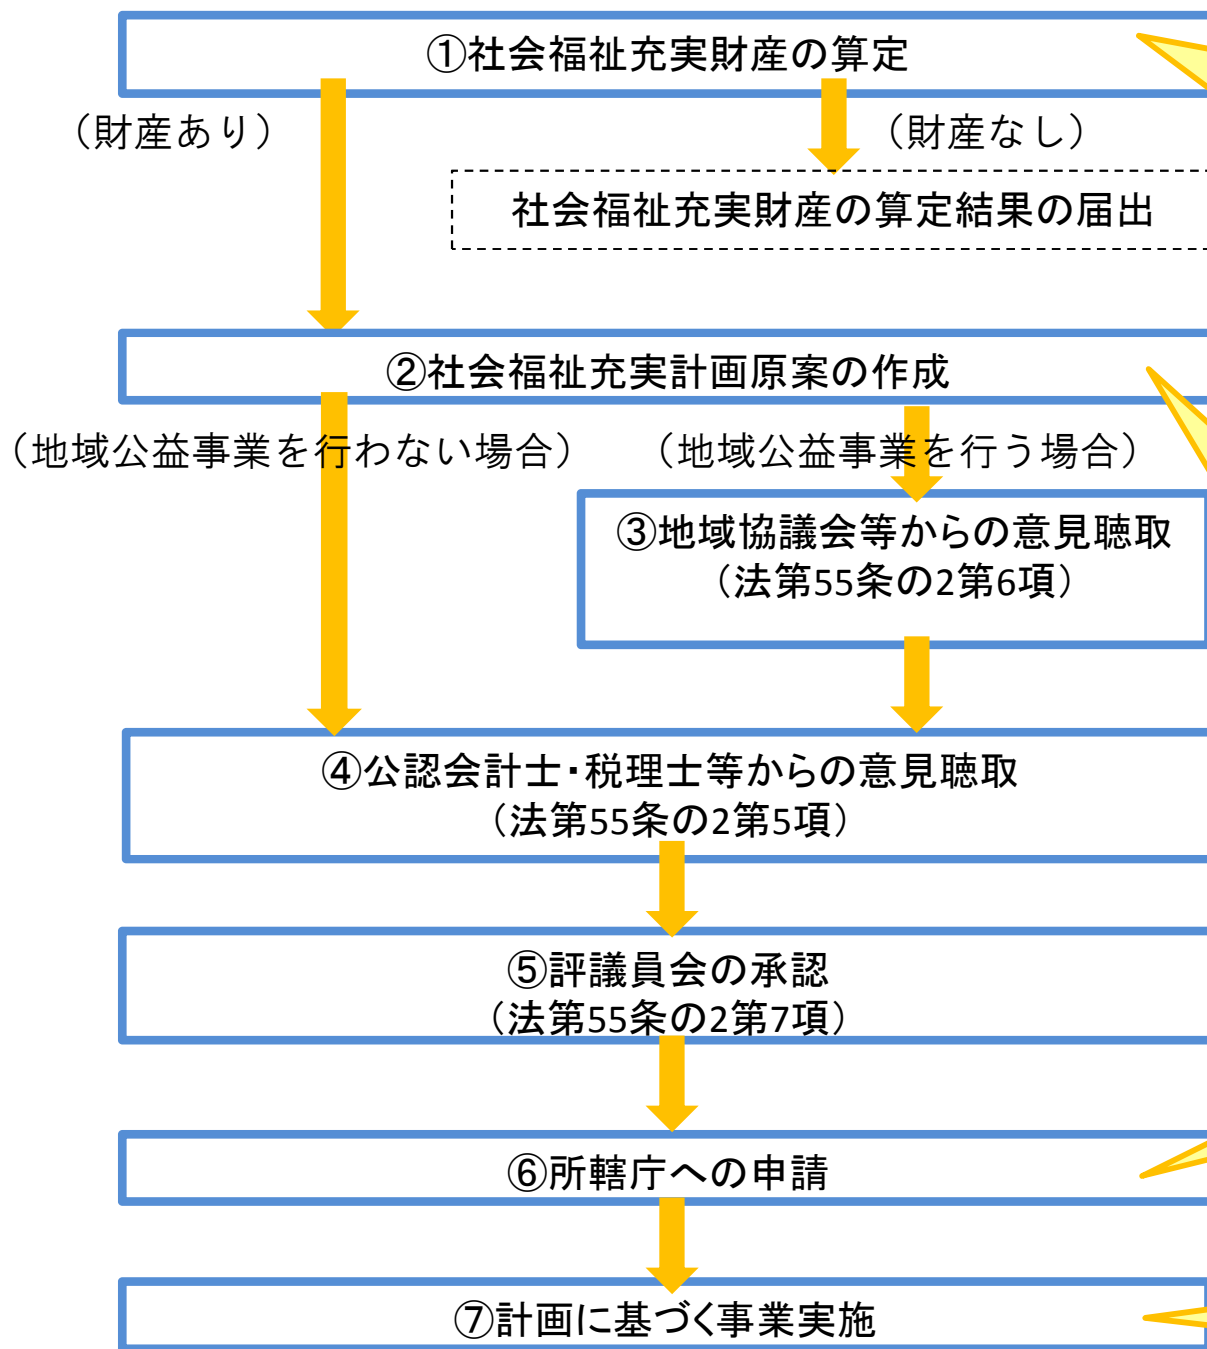 ①社会福祉充実財産の算定
（財産あり）
（財産なし）
社会福祉充実財産の算定結果の届出
②社会福祉充実計画原案の作成
（地域公益事業を行わない場合）
（地域公益事業を行う場合）
③地域協議会等からの意見聴取
（法第55条の2第6項）
④公認会計士・税理士等からの意見聴取
（法第55条の2第5項）
⑤評議員会の承認
（法第55条の2第7項）
⑥所轄庁への申請
⑦計画に基づく事業実施